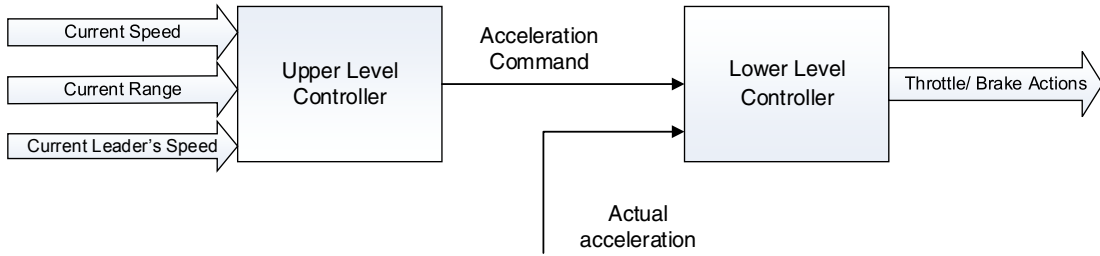 Current Speed
Current Range
Current Leader's Speed
Upper Level
Controller
Acceleration
Command
Lower Level
Controller
Throttle/ Brake Actions
Actual
acceleration